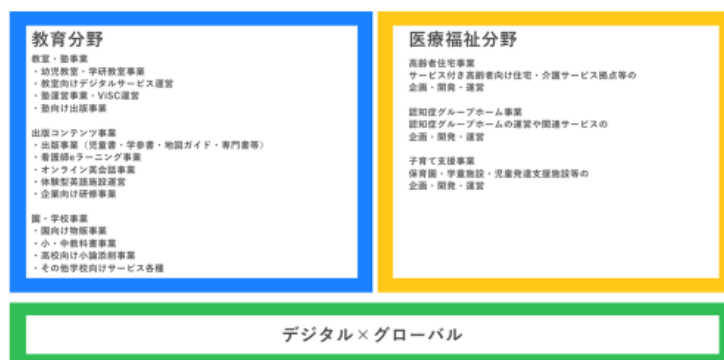 教育分野
教室・塾事業
・幼児教室・学研教室事業
・教室向けデジタルサービス運営
・塾運営事業・ViSC運営
・塾向け出版事業
出版コンテンツ事業
・出版事業（児童書・学参書・地図ガイド・専門書等）
・看護師eラーニング事業
・オンライン英会話事業
・体験型英語施設運営
・企業向け研修事業
園・学校事業
・園向け物販事業
・小・中教科書事業
・高校向け小論添削事業
・その他学校向けサービス各種
医療福祉分野
高齢者住宅事業
サービス付き高齢者向け住宅・介護サービス拠点等の
企画・開発・運営
認知症グループホーム事業
認知症グループホームの運営や関連サービスの
企画・開発・運営
子育て支援事業
保育園・学童施設・児童発達支援施設等の
企画・開発・運営
デジタル×グローバル